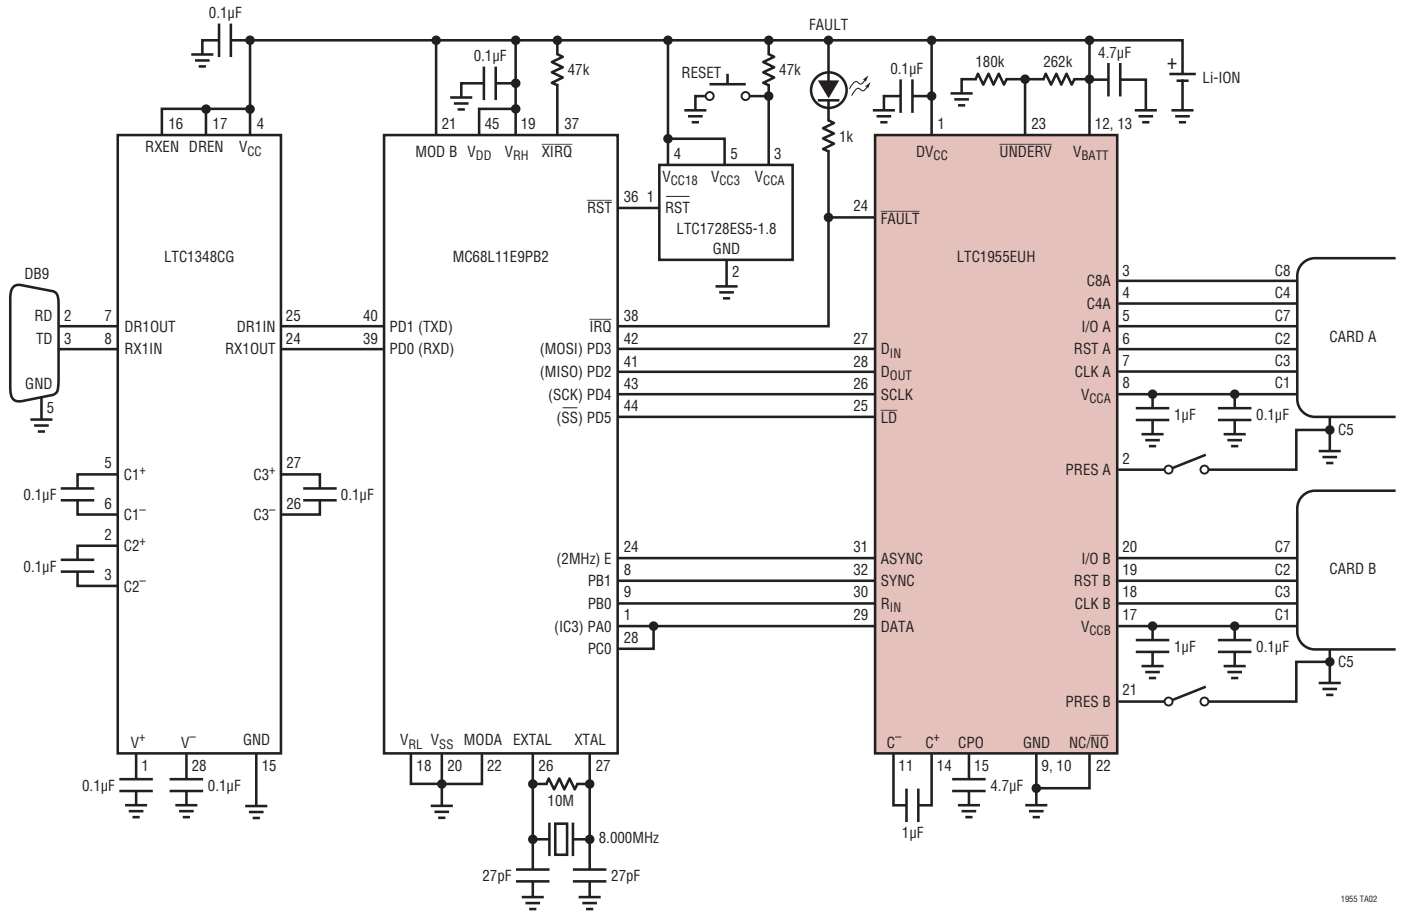 0.1µF
FAULT
0.1µF
47k
RESET
47k
0.1µF
180k
262k
4.7µF
+
Li-ION
1k
16
17
4
21
45
19
37
4
5
3
1
23
12, 13
RXEN
DREN
VCC
MOD B
VDD
VRH
XIRQ
VCC18
VCC3
VCCA
DVCC
UNDERV
VBATT
RST
36
1
RST
24
FAULT
LTC1728ES5-1.8
GND
2
LTC1348CG
MC68L11E9PB2
LTC1955EUH
DB9
RD
2
7
DR1OUT
DR1IN
25
40
PD1 (TXD)
TD
3
8
RX1IN
RX1OUT
24
39
PD0 (RXD)
GND
5
IRQ
38
(MOSI) PD3
42
27
DIN
(MISO) PD2
41
28
DOUT
(SCK) PD4
43
26
SCLK
(SS) PD5
44
25
LD
C8A
3
C8
C4A
4
C4
I/O A
5
C7
RST A
6
C2
CLK A
7
C3
VCCA
8
C1
CARD A
1µF
0.1µF
C5
PRES A
2
5
C1+
0.1µF
6
C1–
2
C2+
0.1µF
3
C2–
C3+
27
0.1µF
C3–
26
(2MHz) E
24
31
ASYNC
PB1
8
32
SYNC
PB0
9
30
RIN
(IC3) PA0
1
29
DATA
PC0
28
I/O B
20
C7
RST B
19
C2
CLK B
18
C3
VCCB
17
C1
CARD B
1µF
0.1µF
C5
PRES B
21
V+
V–
GND
1
28
15
0.1µF
0.1µF
VRL
VSS
MODA
EXTAL
XTAL
18
20
22
26
27
10M
8.000MHz
27pF
27pF
C–
C+
CPO
GND
NC/NO
11
14
15
9, 10
22
4.7µF
1µF
1955 TA02